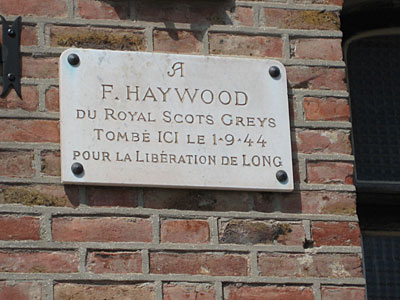 A
F. HAYWOOD
DU ROYAL SCOTS GREYS
TOMBÉ ICI LE 1-9-44
POUR LA LIBÉRATION DE LONG